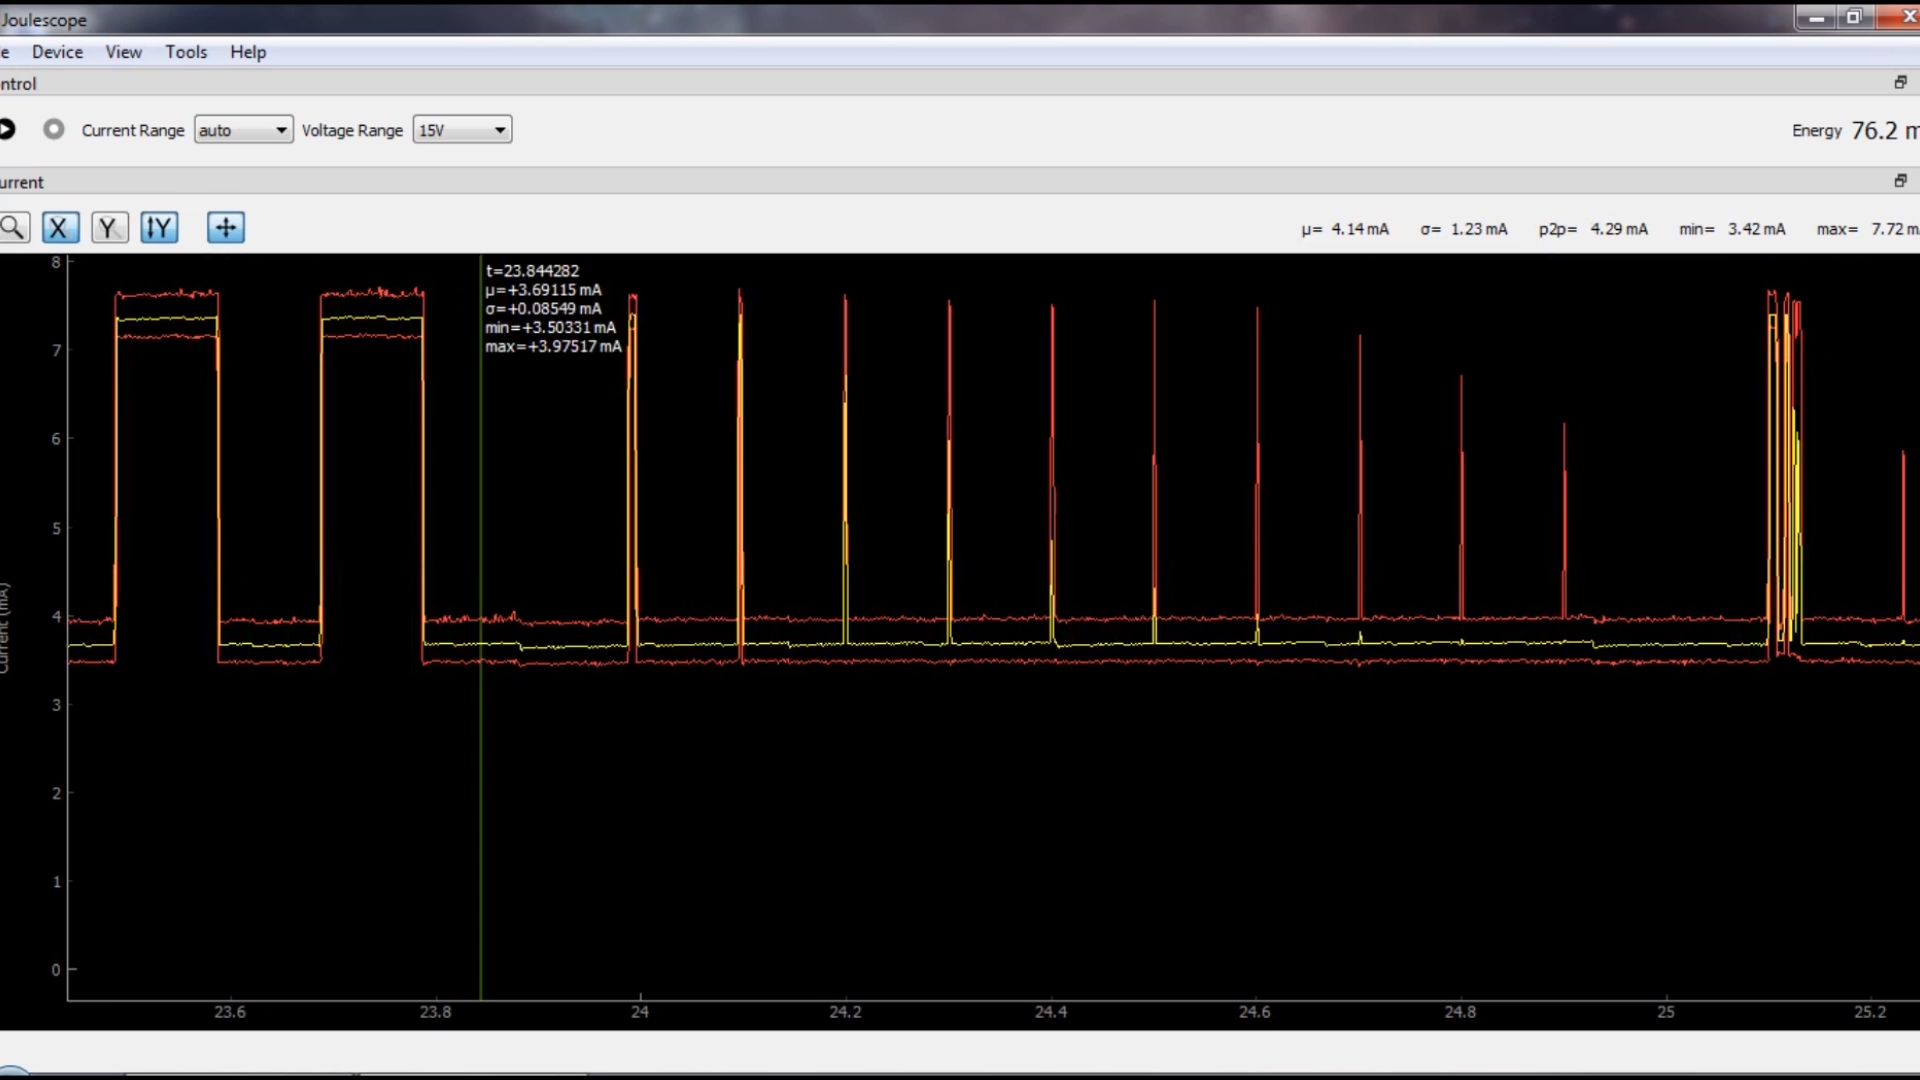 Joulescope
e Device View Tools Help
ntrol
Current Range auto Voltage Range 15V Energy 76.2 m
urrent
X Y ↕Y μ= 4.14 mA σ= 1.23 mA p2p= 4.29 mA min= 3.42 mA max= 7.72 m
8
t=23.844282
μ=+3.69115 mA
σ=+0.08549 mA
min=+3.50331 mA
max=+3.97517 mA
7
6
5
4
3
2
1
0
Current (mA)
23.6 23.8 24 24.2 24.4 24.6 24.8 25 25.2